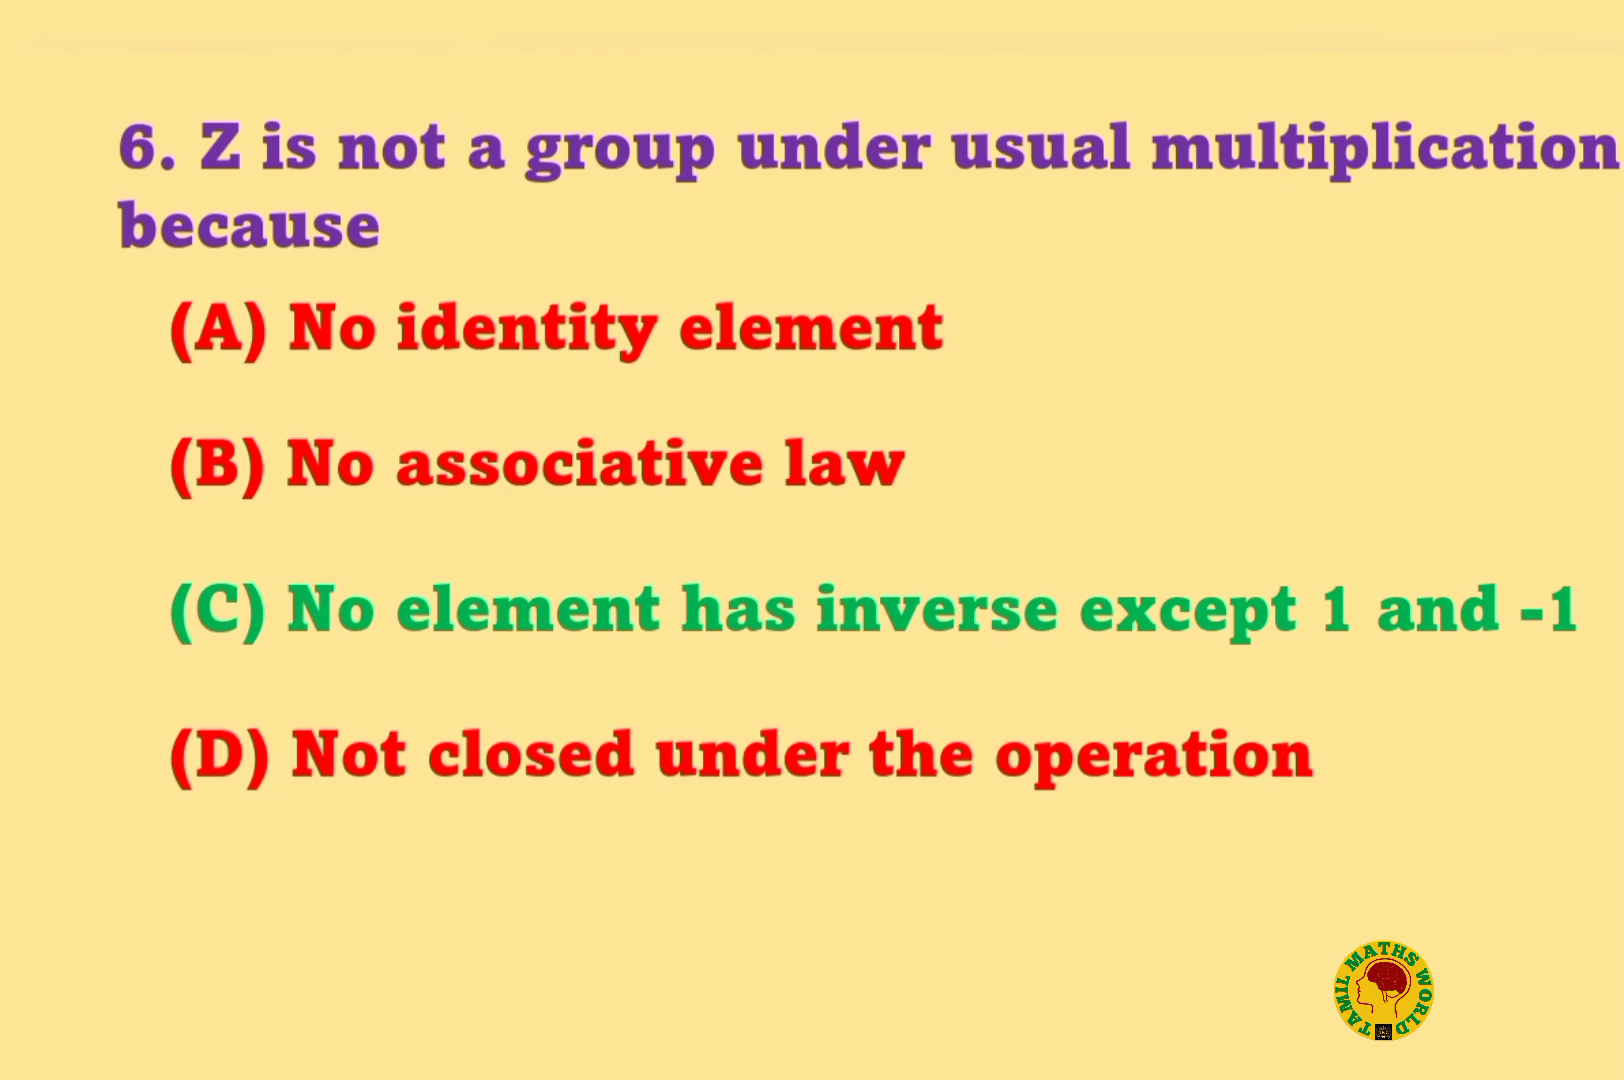 6. Z is not a group under usual multiplication
because
(A) No identity element
(B) No associative law
(C) No element has inverse except 1 and -1
(D) Not closed under the operation
TAMIL MATHS WORLD